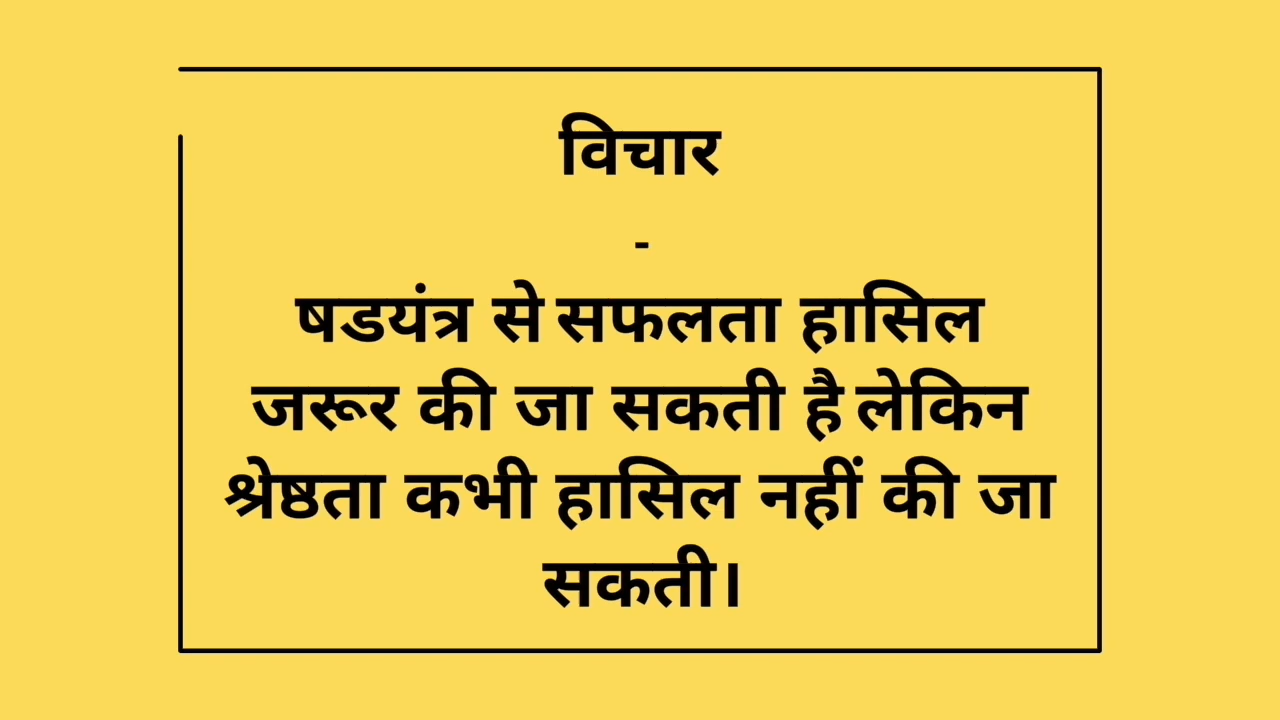 विचार
-
षडयंत्र से सफलता हासिल
जरूर की जा सकती है लेकिन
श्रेष्ठता कभी हासिल नहीं की जा
सकती।